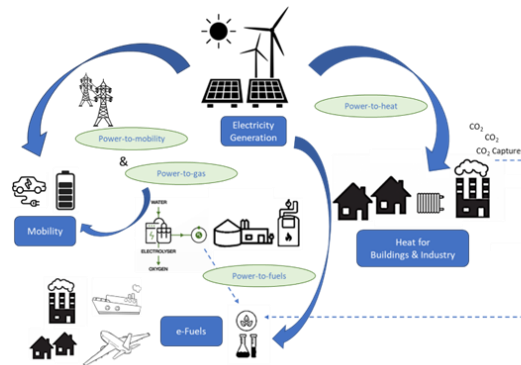 Electricity
Generation
Power-to-heat
Power-to-mobility
&
Power-to-gas
CO2
CO2
CO2 Capture
Mobility
WATER
ELECTROLYSER
OXYGEN
Heat for
Buildings & Industry
Power-to-fuels
e-Fuels